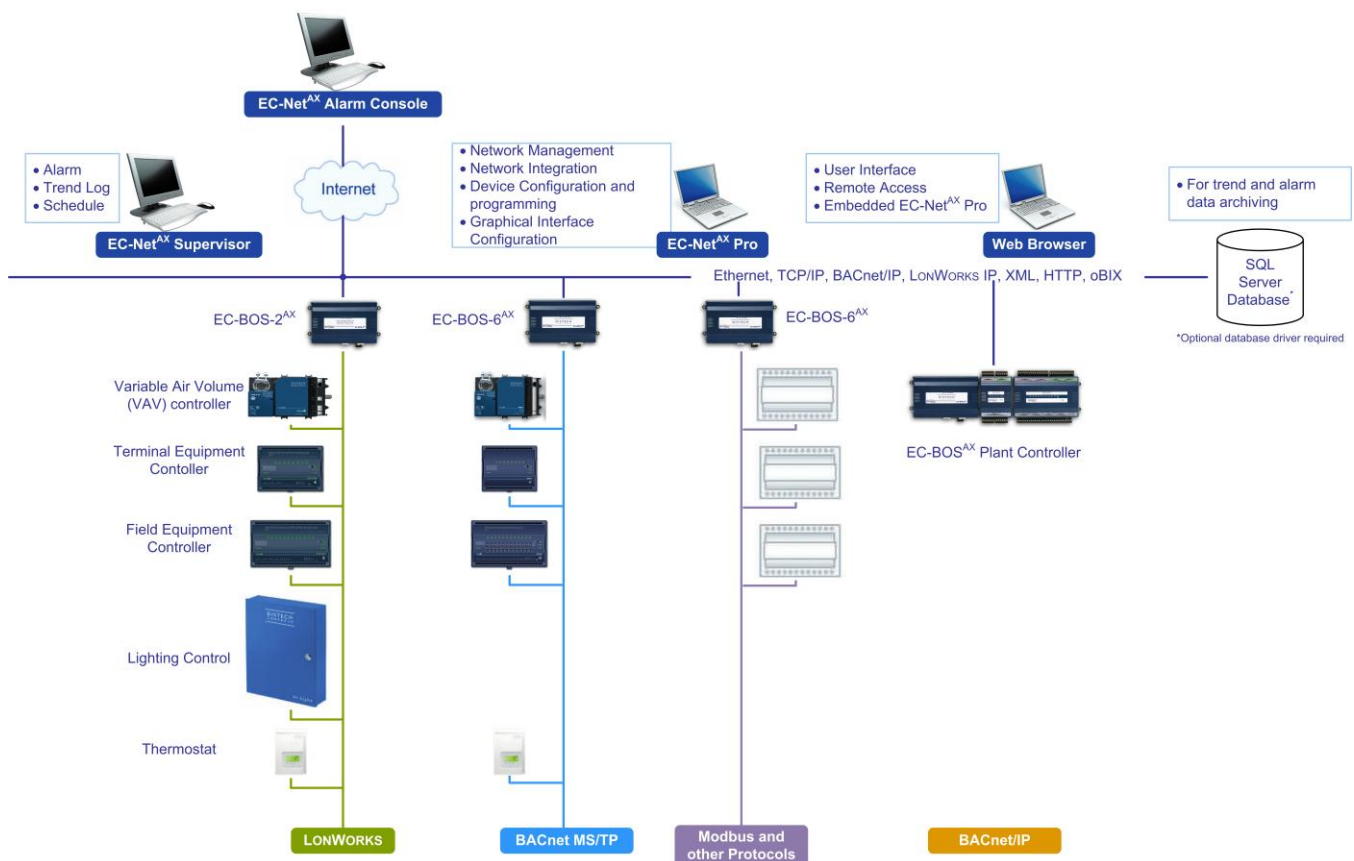 EC-Net^AX Alarm Console
• Alarm
• Trend Log
• Schedule
EC-Net^AX Supervisor
Internet
• Network Management
• Network Integration
• Device Configuration and
programming
• Graphical Interface
Configuration
EC-Net^AX Pro
• User Interface
• Remote Access
• Embedded EC-Net^AX Pro
Web Browser
• For trend and alarm
data archiving
Ethernet, TCP/IP, BACnet/IP, LONWORKS IP, XML, HTTP, oBIX
SQL
Server
Database*
*Optional database driver required
EC-BOS-2^AX
EC-BOS-6^AX
EC-BOS-6^AX
Variable Air Volume
(VAV) controller
EC-BOS^AX Plant Controller
Terminal Equipment
Contoller
Field Equipment
Controller
Lighting Control
Thermostat
LONWORKS
BACnet MS/TP
Modbus and
other Protocols
BACnet/IP